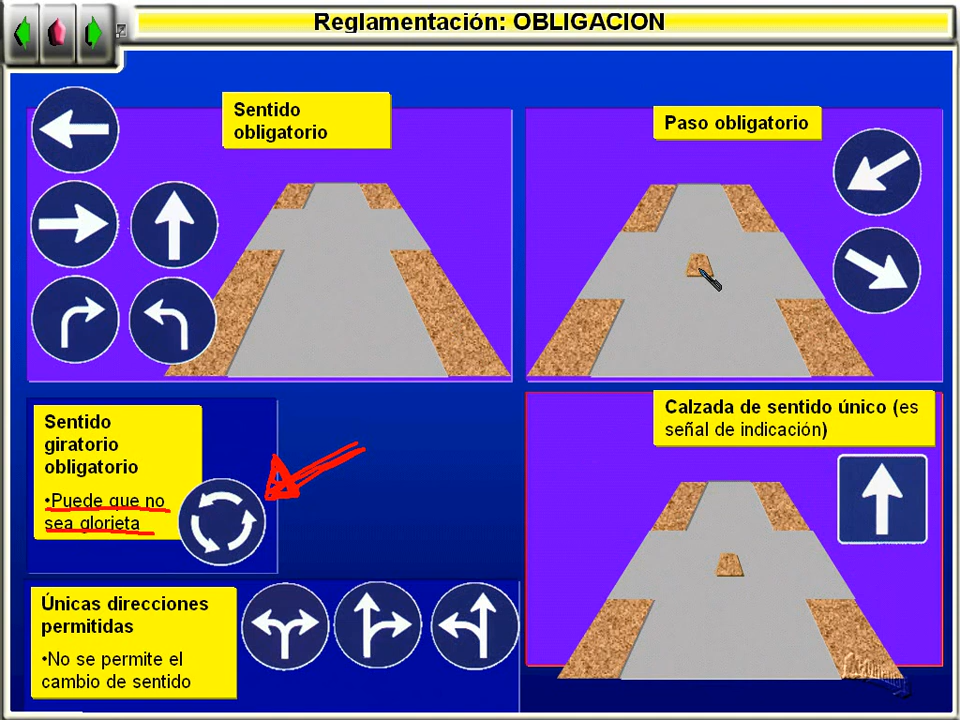 Reglamentación: OBLIGACION
Sentido
obligatorio
Paso obligatorio
Sentido
giratorio
obligatorio
•Puede que no
sea glorieta
Calzada de sentido único (es
señal de indicación)
Únicas direcciones
permitidas
•No se permite el
cambio de sentido